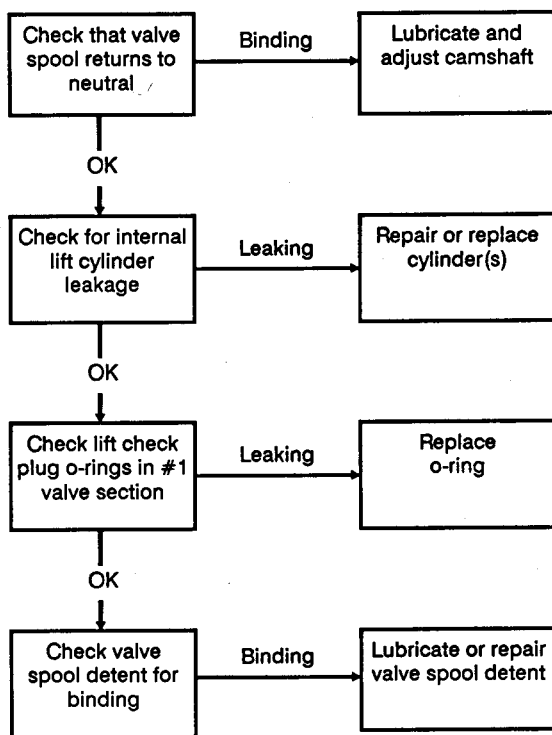 Check that valve
spool returns to
neutral
Binding
Lubricate and
adjust camshaft
OK
Check for internal
lift cylinder
leakage
Leaking
Repair or replace
cylinder(s)
OK
Check lift check
plug o-rings in #1
valve section
Leaking
Replace
o-ring
OK
Check valve
spool detent for
binding
Binding
Lubricate or repair
valve spool detent